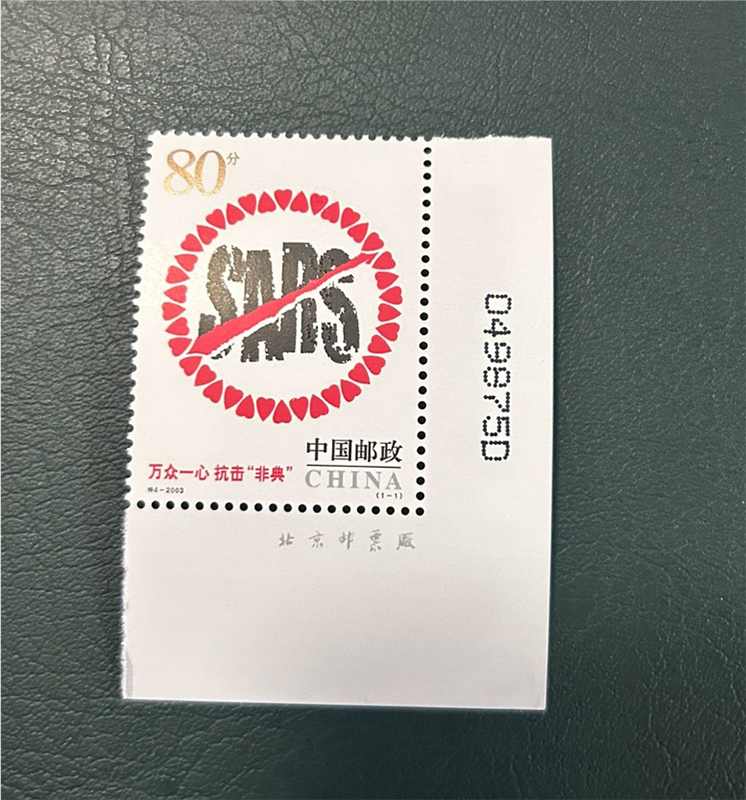 80分
SARS
中国邮政
CHINA
万众一心 抗击“非典”
特4-2003
(1-1)
北京邮票厂
0498750